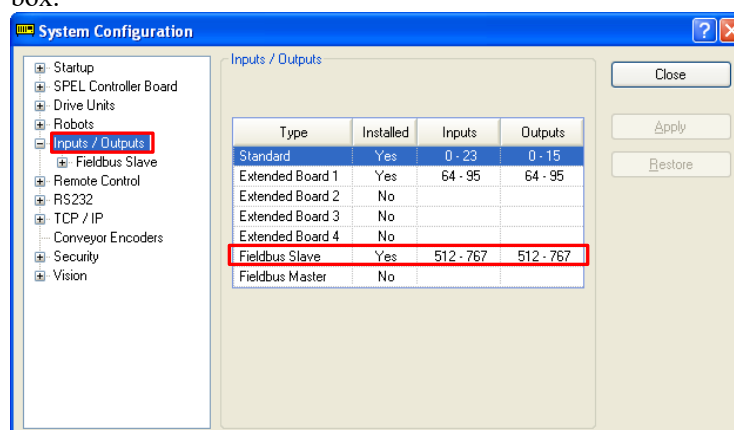 box.
System Configuration
Startup
SPEL Controller Board
Drive Units
Robots
Inputs / Outputs
Fieldbus Slave
Remote Control
RS232
TCP / IP
Conveyor Encoders
Security
Vision
Inputs / Outputs
Type Installed Inputs Outputs
Standard Yes 0 - 23 0 - 15
Extended Board 1 Yes 64 - 95 64 - 95
Extended Board 2 No
Extended Board 3 No
Extended Board 4 No
Fieldbus Slave Yes 512 - 767 512 - 767
Fieldbus Master No
Close
Apply
Restore